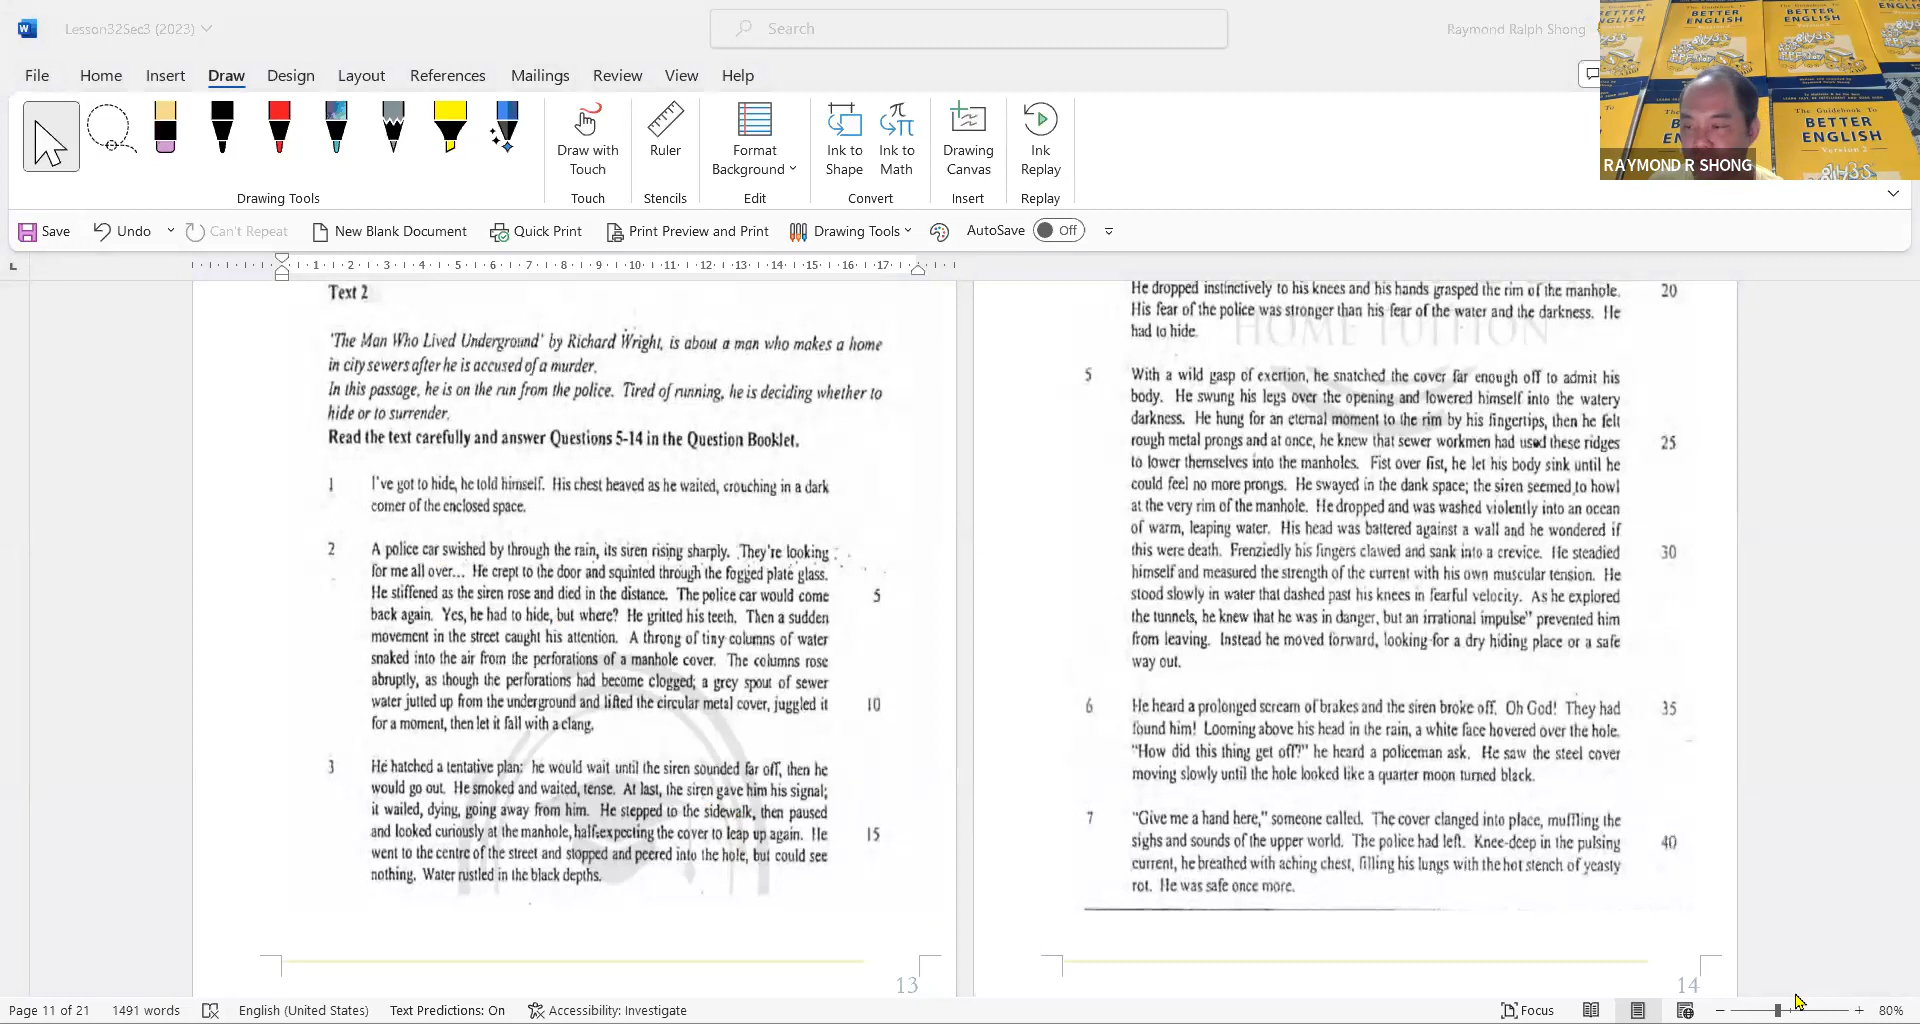 Lesson32Sec3 (2023)
Search
Raymond Ralph Shong
File Home Insert Draw Design Layout References Mailings Review View Help
Draw with Touch
Ruler
Format Background
Ink to Shape
Ink to Math
Drawing Canvas
Ink Replay
Drawing Tools
Touch
Stencils
Edit
Convert
Insert
Replay
Save Undo Can't Repeat New Blank Document Quick Print Print Preview and Print Drawing Tools AutoSave Off
1 2 3 4 5 6 7 8 9 10 11 12 13 14 15 16 17
BETTER ENGLISH
BETTER ENGLISH
The Guidebook To
BETTER ENGLISH
Version 2
RAYMOND R SHONG
Text 2
'The Man Who Lived Underground' by Richard Wright, is about a man who makes a home
in city sewers after he is accused of a murder.
In this passage, he is on the run from the police. Tired of running, he is deciding whether to
hide or to surrender.
Read the text carefully and answer Questions 5-14 in the Question Booklet.
1 I've got to hide, he told himself. His chest heaved as he waited, crouching in a dark
corner of the enclosed space.
2 A police car swished by through the rain, its siren rising sharply. They're looking
for me all over... He crept to the door and squinted through the fogged plate glass.
He stiffened as the siren rose and died in the distance. The police car would come 5
back again. Yes, he had to hide, but where? He gritted his teeth. Then a sudden
movement in the street caught his attention. A throng of tiny columns of water
snaked into the air from the perforations of a manhole cover. The columns rose
abruptly, as though the perforations had become clogged; a grey spout of sewer
water jutted up from the underground and lifted the circular metal cover, juggled it 10
for a moment, then let it fall with a clang.
3 He hatched a tentative plan: he would wait until the siren sounded far off, then he
would go out. He smoked and waited, tense. At last, the siren gave him his signal;
it wailed, dying, going away from him. He stepped to the sidewalk, then paused
and looked curiously at the manhole, half-expecting the cover to leap up again. He 15
went to the centre of the street and stopped and peered into the hole, but could see
nothing. Water rustled in the black depths.
13
He dropped instinctively to his knees and his hands grasped the rim of the manhole. 20
His fear of the police was stronger than his fear of the water and the darkness. He
had to hide.
HOME TUITION
5 With a wild gasp of exertion, he snatched the cover far enough off to admit his
body. He swung his legs over the opening and lowered himself into the watery
darkness. He hung for an eternal moment to the rim by his fingertips, then he felt
rough metal prongs and at once, he knew that sewer workmen had used these ridges 25
to lower themselves into the manholes. Fist over fist, he let his body sink until he
could feel no more prongs. He swayed in the dank space; the siren seemed to howl
at the very rim of the manhole. He dropped and was washed violently into an ocean
of warm, leaping water. His head was battered against a wall and he wondered if
this were death. Frenziedly his fingers clawed and sank into a crevice. He steadied 30
himself and measured the strength of the current with his own muscular tension. He
stood slowly in water that dashed past his knees in fearful velocity. As he explored
the tunnels, he knew that he was in danger, but an irrational impulse" prevented him
from leaving. Instead he moved forward, looking for a dry hiding place or a safe
way out.
6 He heard a prolonged scream of brakes and the siren broke off. Oh God! They had 35
found him! Looming above his head in the rain, a white face hovered over the hole.
"How did this thing get off?" he heard a policeman ask. He saw the steel cover
moving slowly until the hole looked like a quarter moon turned black.
7 "Give me a hand here," someone called. The cover clanged into place, muffling the
sighs and sounds of the upper world. The police had left. Knee-deep in the pulsing 40
current, he breathed with aching chest, filling his lungs with the hot stench of yeasty
rot. He was safe once more.
14
Page 11 of 21 1491 words English (United States) Text Predictions: On Accessibility: Investigate Focus 80%